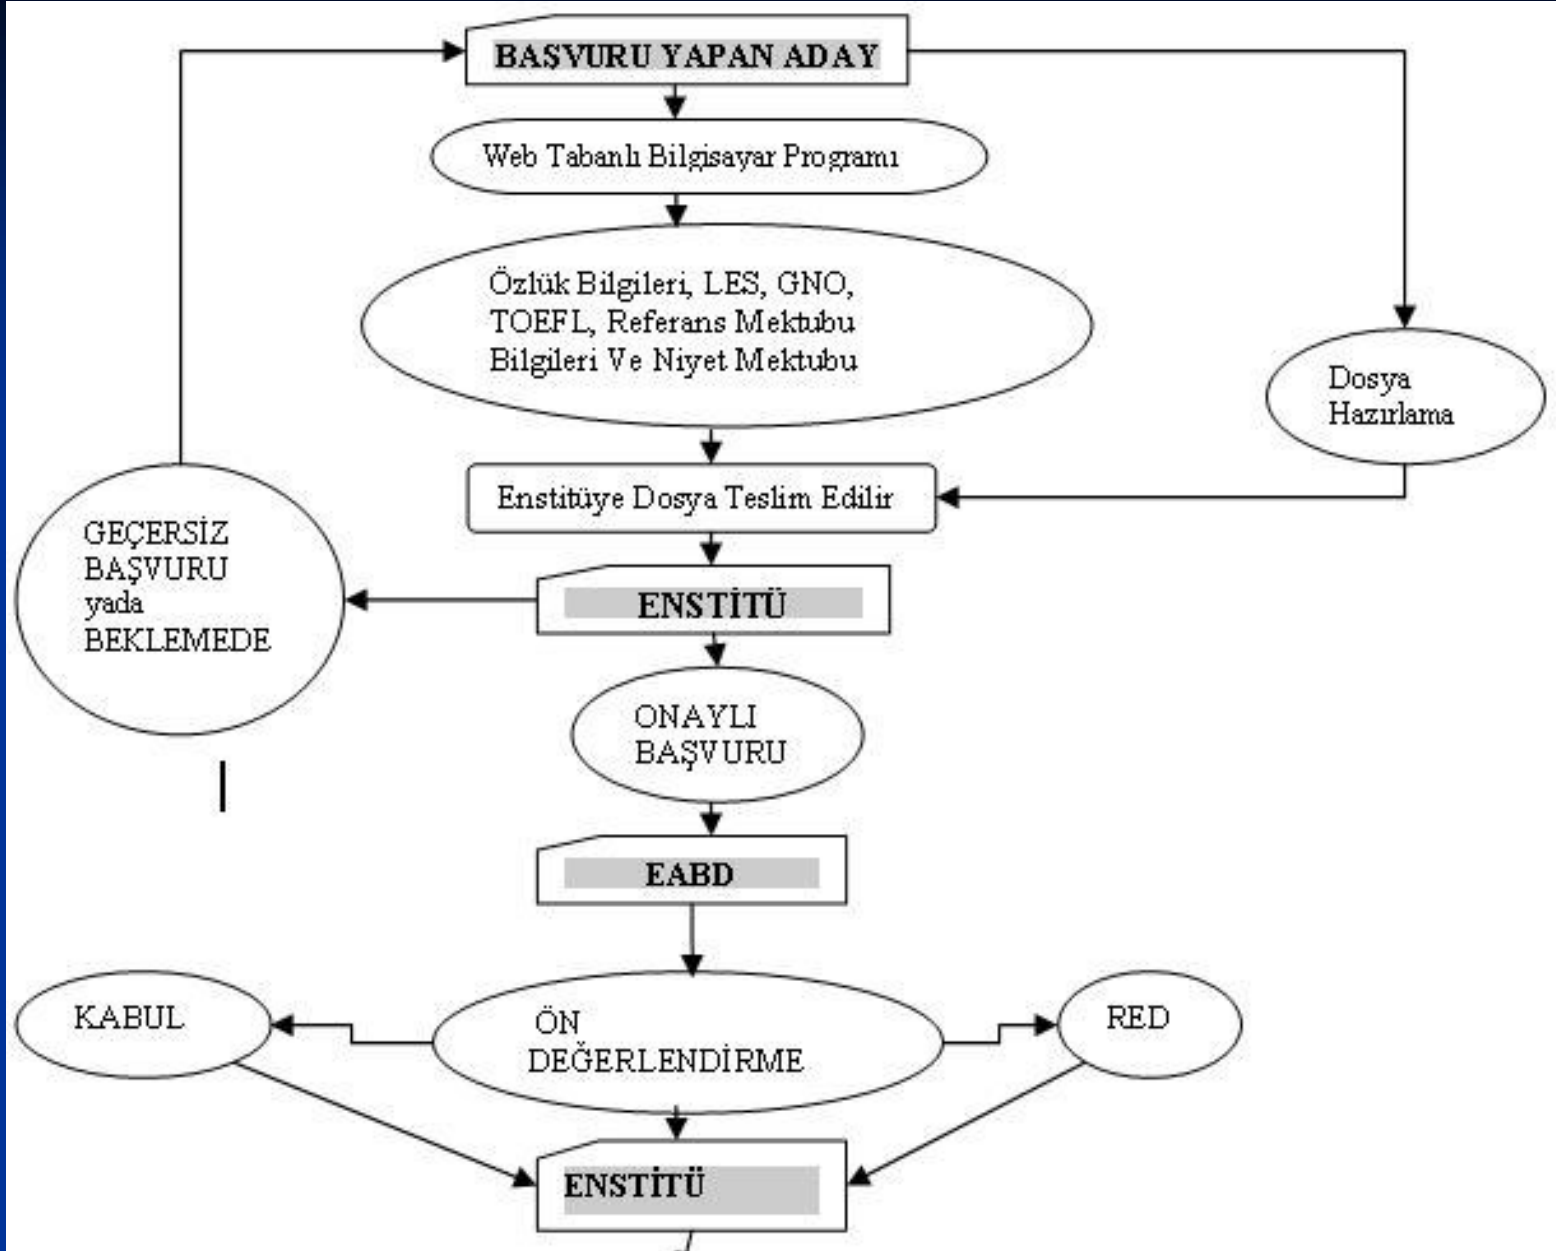 BAŞVURU YAPAN ADAY
Web Tabanlı Bilgisayar Programı
Özlük Bilgileri, LES, GNO,
TOEFL, Referans Mektubu
Bilgileri Ve Niyet Mektubu
Dosya
Hazırlama
Enstitüye Dosya Teslim Edilir
GEÇERSİZ
BAŞVURU
yada
BEKLEMEDE
ENSTİTÜ
ONAYLI
BAŞVURU
EABD
KABUL
ÖN
DEĞERLENDİRME
RED
ENSTİTÜ